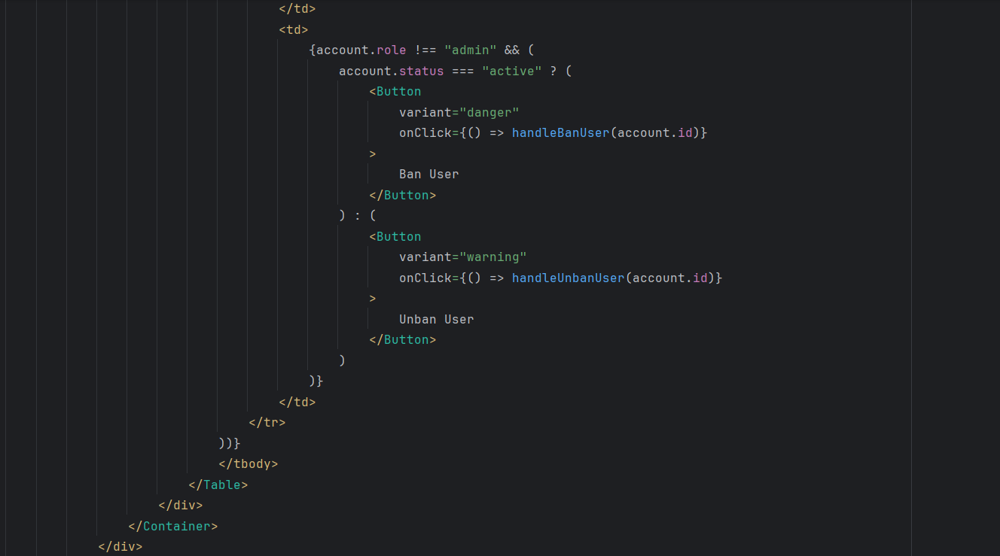 </td>
<td>
{account.role !== "admin" && (
account.status === "active" ? (
<Button
variant="danger"
onClick={() => handleBanUser(account.id)}
>
Ban User
</Button>
) : (
<Button
variant="warning"
onClick={() => handleUnbanUser(account.id)}
>
Unban User
</Button>
)
)}
</td>
</tr>
))}
</tbody>
</Table>
</div>
</Container>
</div>